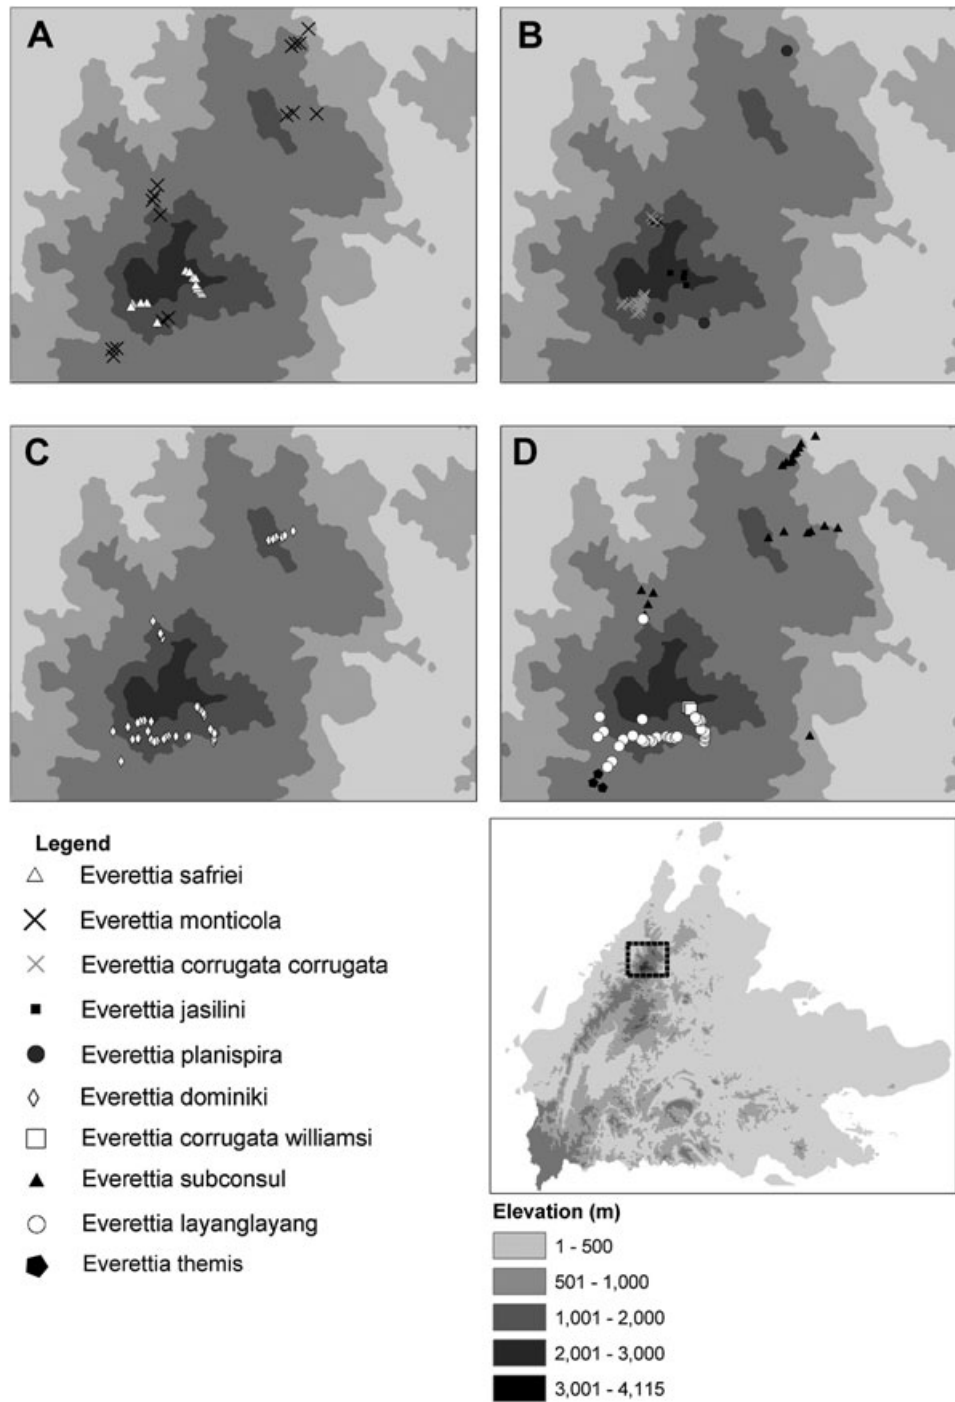 A
B
C
D
Legend
Everettia safriei
Everettia monticola
Everettia corrugata corrugata
Everettia jasilini
Everettia planispira
Everettia dominiki
Everettia corrugata williamsi
Everettia subconsul
Everettia layanglayang
Everettia themis
Elevation (m)
1 - 500
501 - 1,000
1,001 - 2,000
2,001 - 3,000
3,001 - 4,115